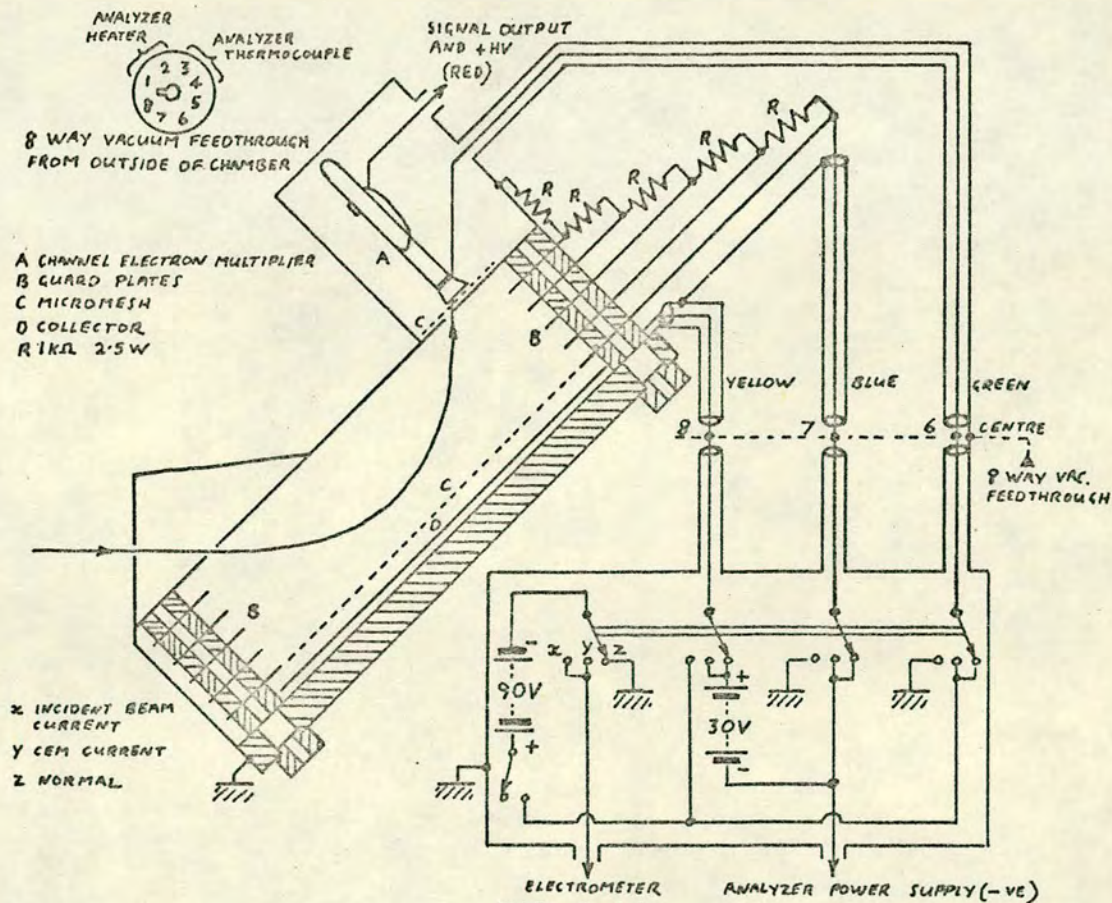 ANALYZER
HEATER
ANALYZER
THERMOCOUPLE
1 2 3 4 5 6 7 8
8 WAY VACUUM FEEDTHROUGH
FROM OUTSIDE OF CHAMBER
SIGNAL OUTPUT
AND +HV
(RED)
A CHANNEL ELECTRON MULTIPLIER
B GUARD PLATES
C MICROMESH
D COLLECTOR
R 1kΩ 2·5W
A
C
B
R
R
R
R
R
C
D
B
YELLOW
BLUE
GREEN
8
7
6
CENTRE
8 WAY VAC.
FEEDTHROUGH
x INCIDENT BEAM
CURRENT
Y CEM CURRENT
Z NORMAL
x Y Z
-
90V
+
+
30V
-
ELECTROMETER
ANALYZER POWER SUPPLY (-VE)